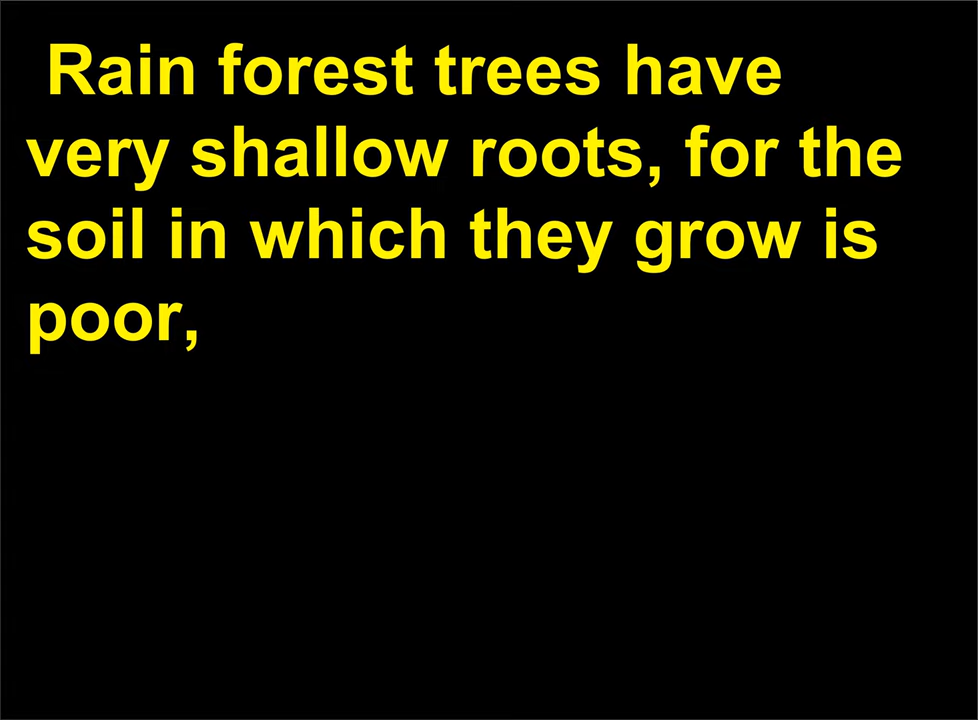 Rain forest trees have
very shallow roots, for the
soil in which they grow is
poor,